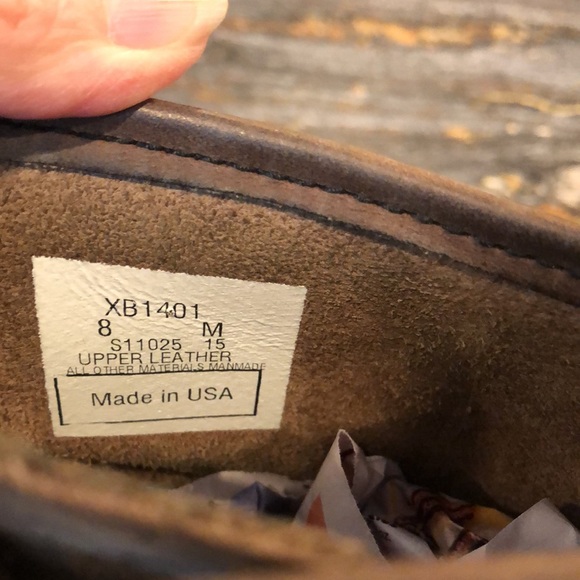 XB1401
8 M
S11025 15
UPPER LEATHER
ALL OTHER MATERIALS MANMADE
Made in USA